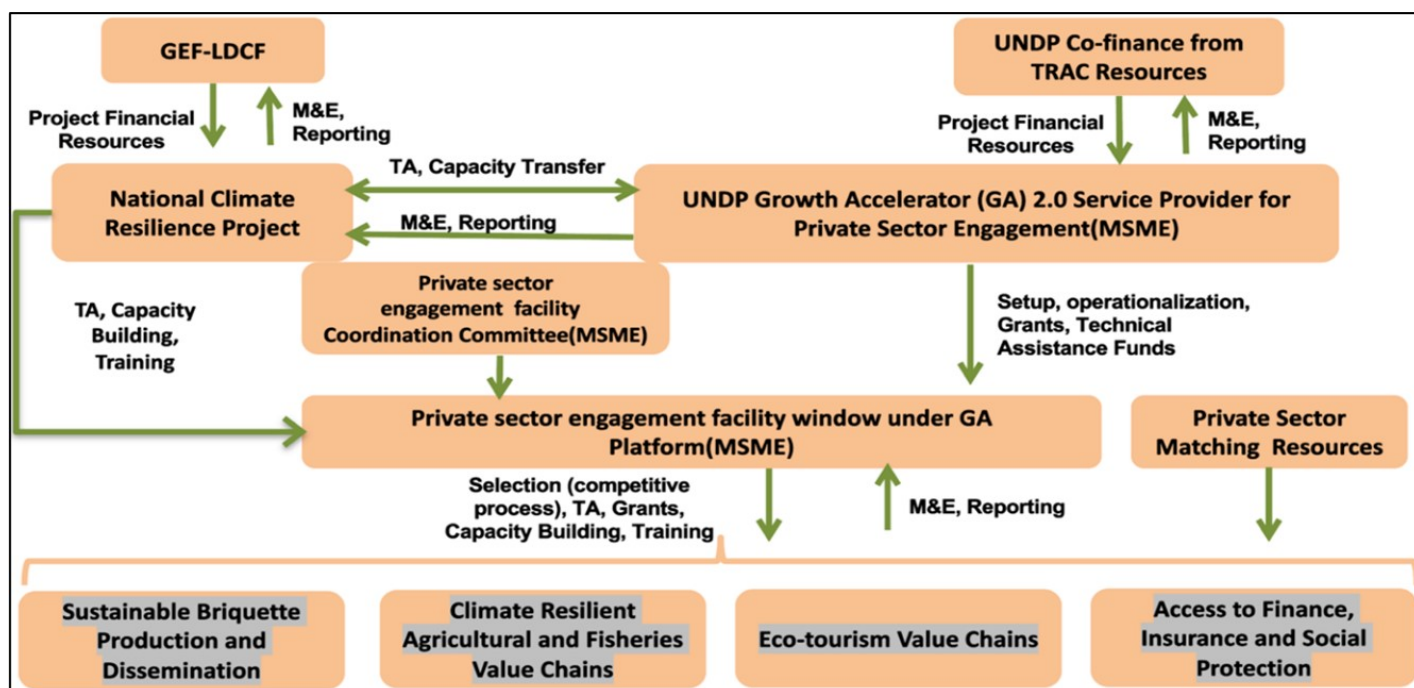 GEF-LDCF
UNDP Co-finance from
TRAC Resources
Project Financial
Resources
M&E,
Reporting
Project Financial
Resources
M&E,
Reporting
National Climate
Resilience Project
TA, Capacity Transfer
M&E, Reporting
UNDP Growth Accelerator (GA) 2.0 Service Provider for
Private Sector Engagement(MSME)
Private sector
engagement facility
Coordination Committee(MSME)
TA, Capacity
Building,
Training
Setup, operationalization,
Grants, Technical
Assistance Funds
Private sector engagement facility window under GA
Platform(MSME)
Private Sector
Matching Resources
Selection (competitive
process), TA, Grants,
Capacity Building, Training
M&E, Reporting
Sustainable Briquette
Production and
Dissemination
Climate Resilient
Agricultural and Fisheries
Value Chains
Eco-tourism Value Chains
Access to Finance,
Insurance and Social
Protection